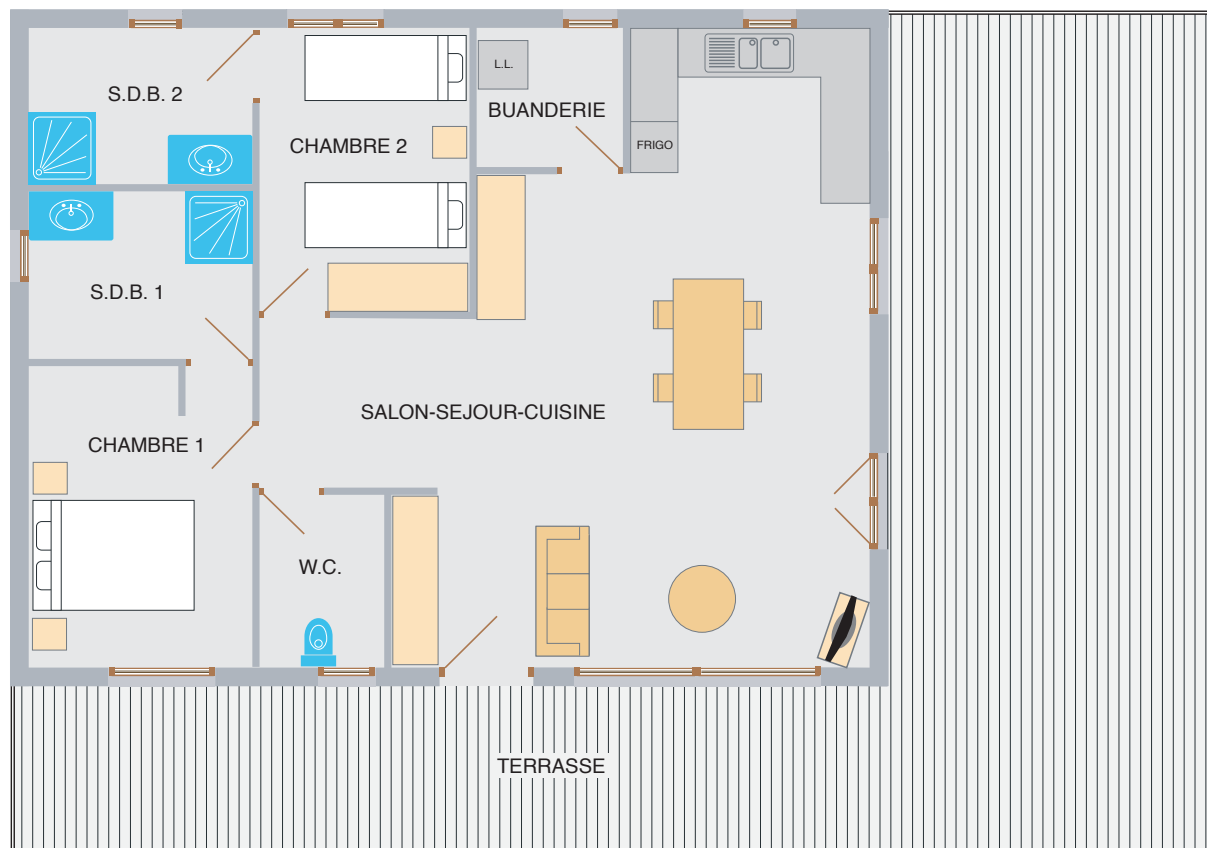 L.L.
S.D.B. 2
BUANDERIE
CHAMBRE 2
FRIGO
S.D.B. 1
SALON-SEJOUR-CUISINE
CHAMBRE 1
W.C.
TERRASSE